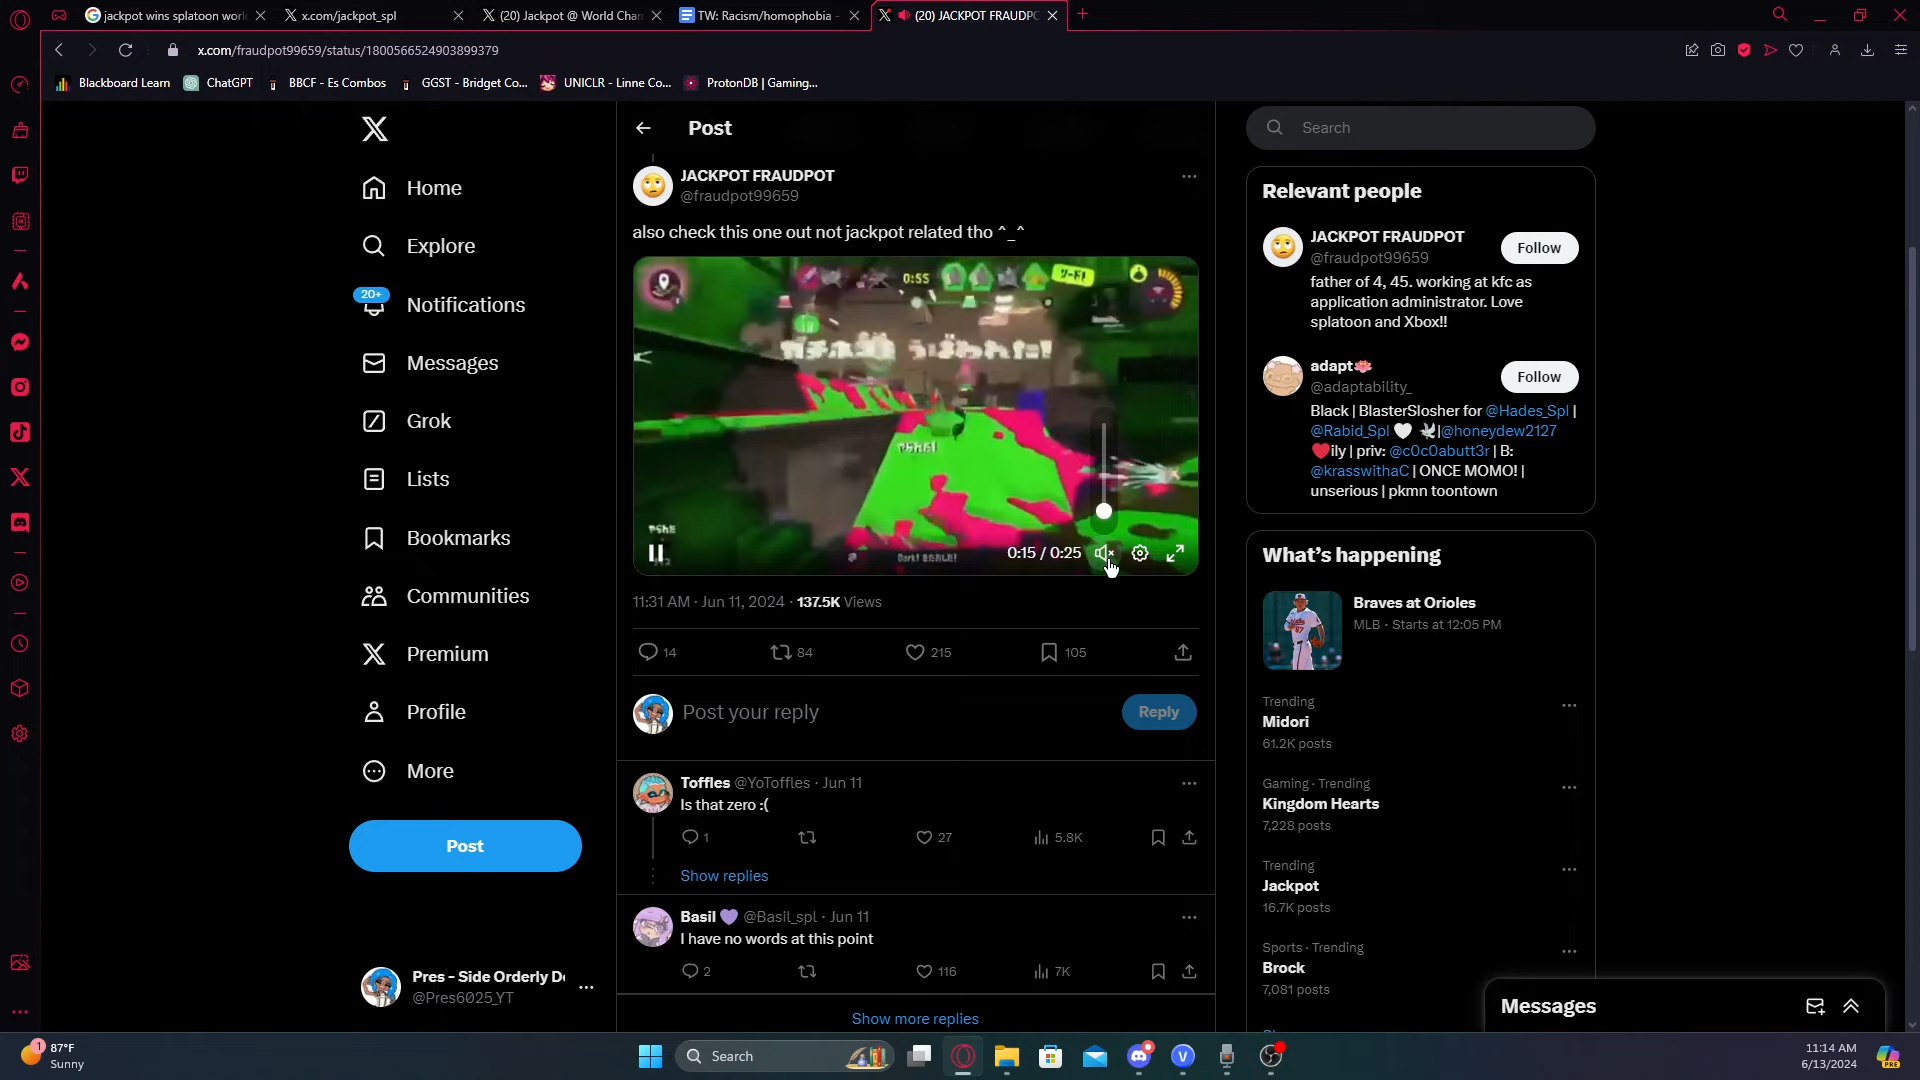 jackpot wins splatoon worl
x.com/jackpot_spl
(20) Jackpot @ World Chan
TW: Racism/homophobia -
(20) JACKPOT FRAUDPO
x.com/fraudpot99659/status/1800566524903899379
Blackboard Learn
ChatGPT
BBCF - Es Combos
GGST - Bridget Co...
UNICLR - Linne Co...
ProtonDB | Gaming...
Home
Explore
20+
Notifications
Messages
Grok
Lists
Bookmarks
Communities
Premium
Profile
More
Post
Pres - Side Orderly De
@Pres6025_YT
Post
JACKPOT FRAUDPOT
@fraudpot99659
also check this one out not jackpot related tho ^_^
0:55
リード!
0:15 / 0:25
11:31 AM · Jun 11, 2024 · 137.5K Views
14
84
215
105
Post your reply
Reply
Toffles @YoToffles · Jun 11
Is that zero :(
1
27
5.8K
Show replies
Basil 💜 @Basil_spl · Jun 11
I have no words at this point
2
116
7K
Show more replies
Search
Relevant people
JACKPOT FRAUDPOT
@fraudpot99659
Follow
father of 4, 45. working at kfc as
application administrator. Love
splatoon and Xbox!!
adapt🪷
@adaptability_
Follow
Black | BlasterSlosher for @Hades_Spl |
@Rabid_Spl 🤍 🕊|@honeydew2127
❤️ily | priv: @c0c0abutt3r | B:
@krasswithaC | ONCE MOMO! |
unserious | pkmn toontown
What's happening
Braves at Orioles
MLB · Starts at 12:05 PM
Trending
Midori
61.2K posts
Gaming · Trending
Kingdom Hearts
7,228 posts
Trending
Jackpot
16.7K posts
Sports · Trending
Brock
7,081 posts
Messages
1
87°F
Sunny
Search
11:14 AM
6/13/2024